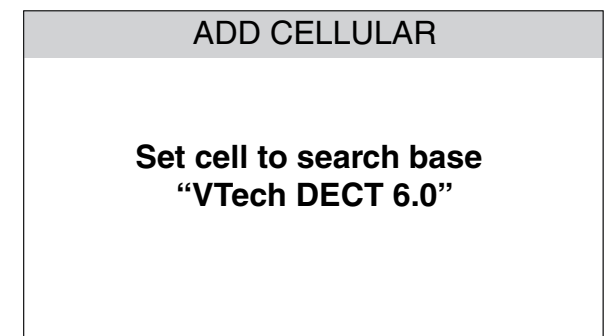 ADD CELLULAR
Set cell to search base
“VTech DECT 6.0”